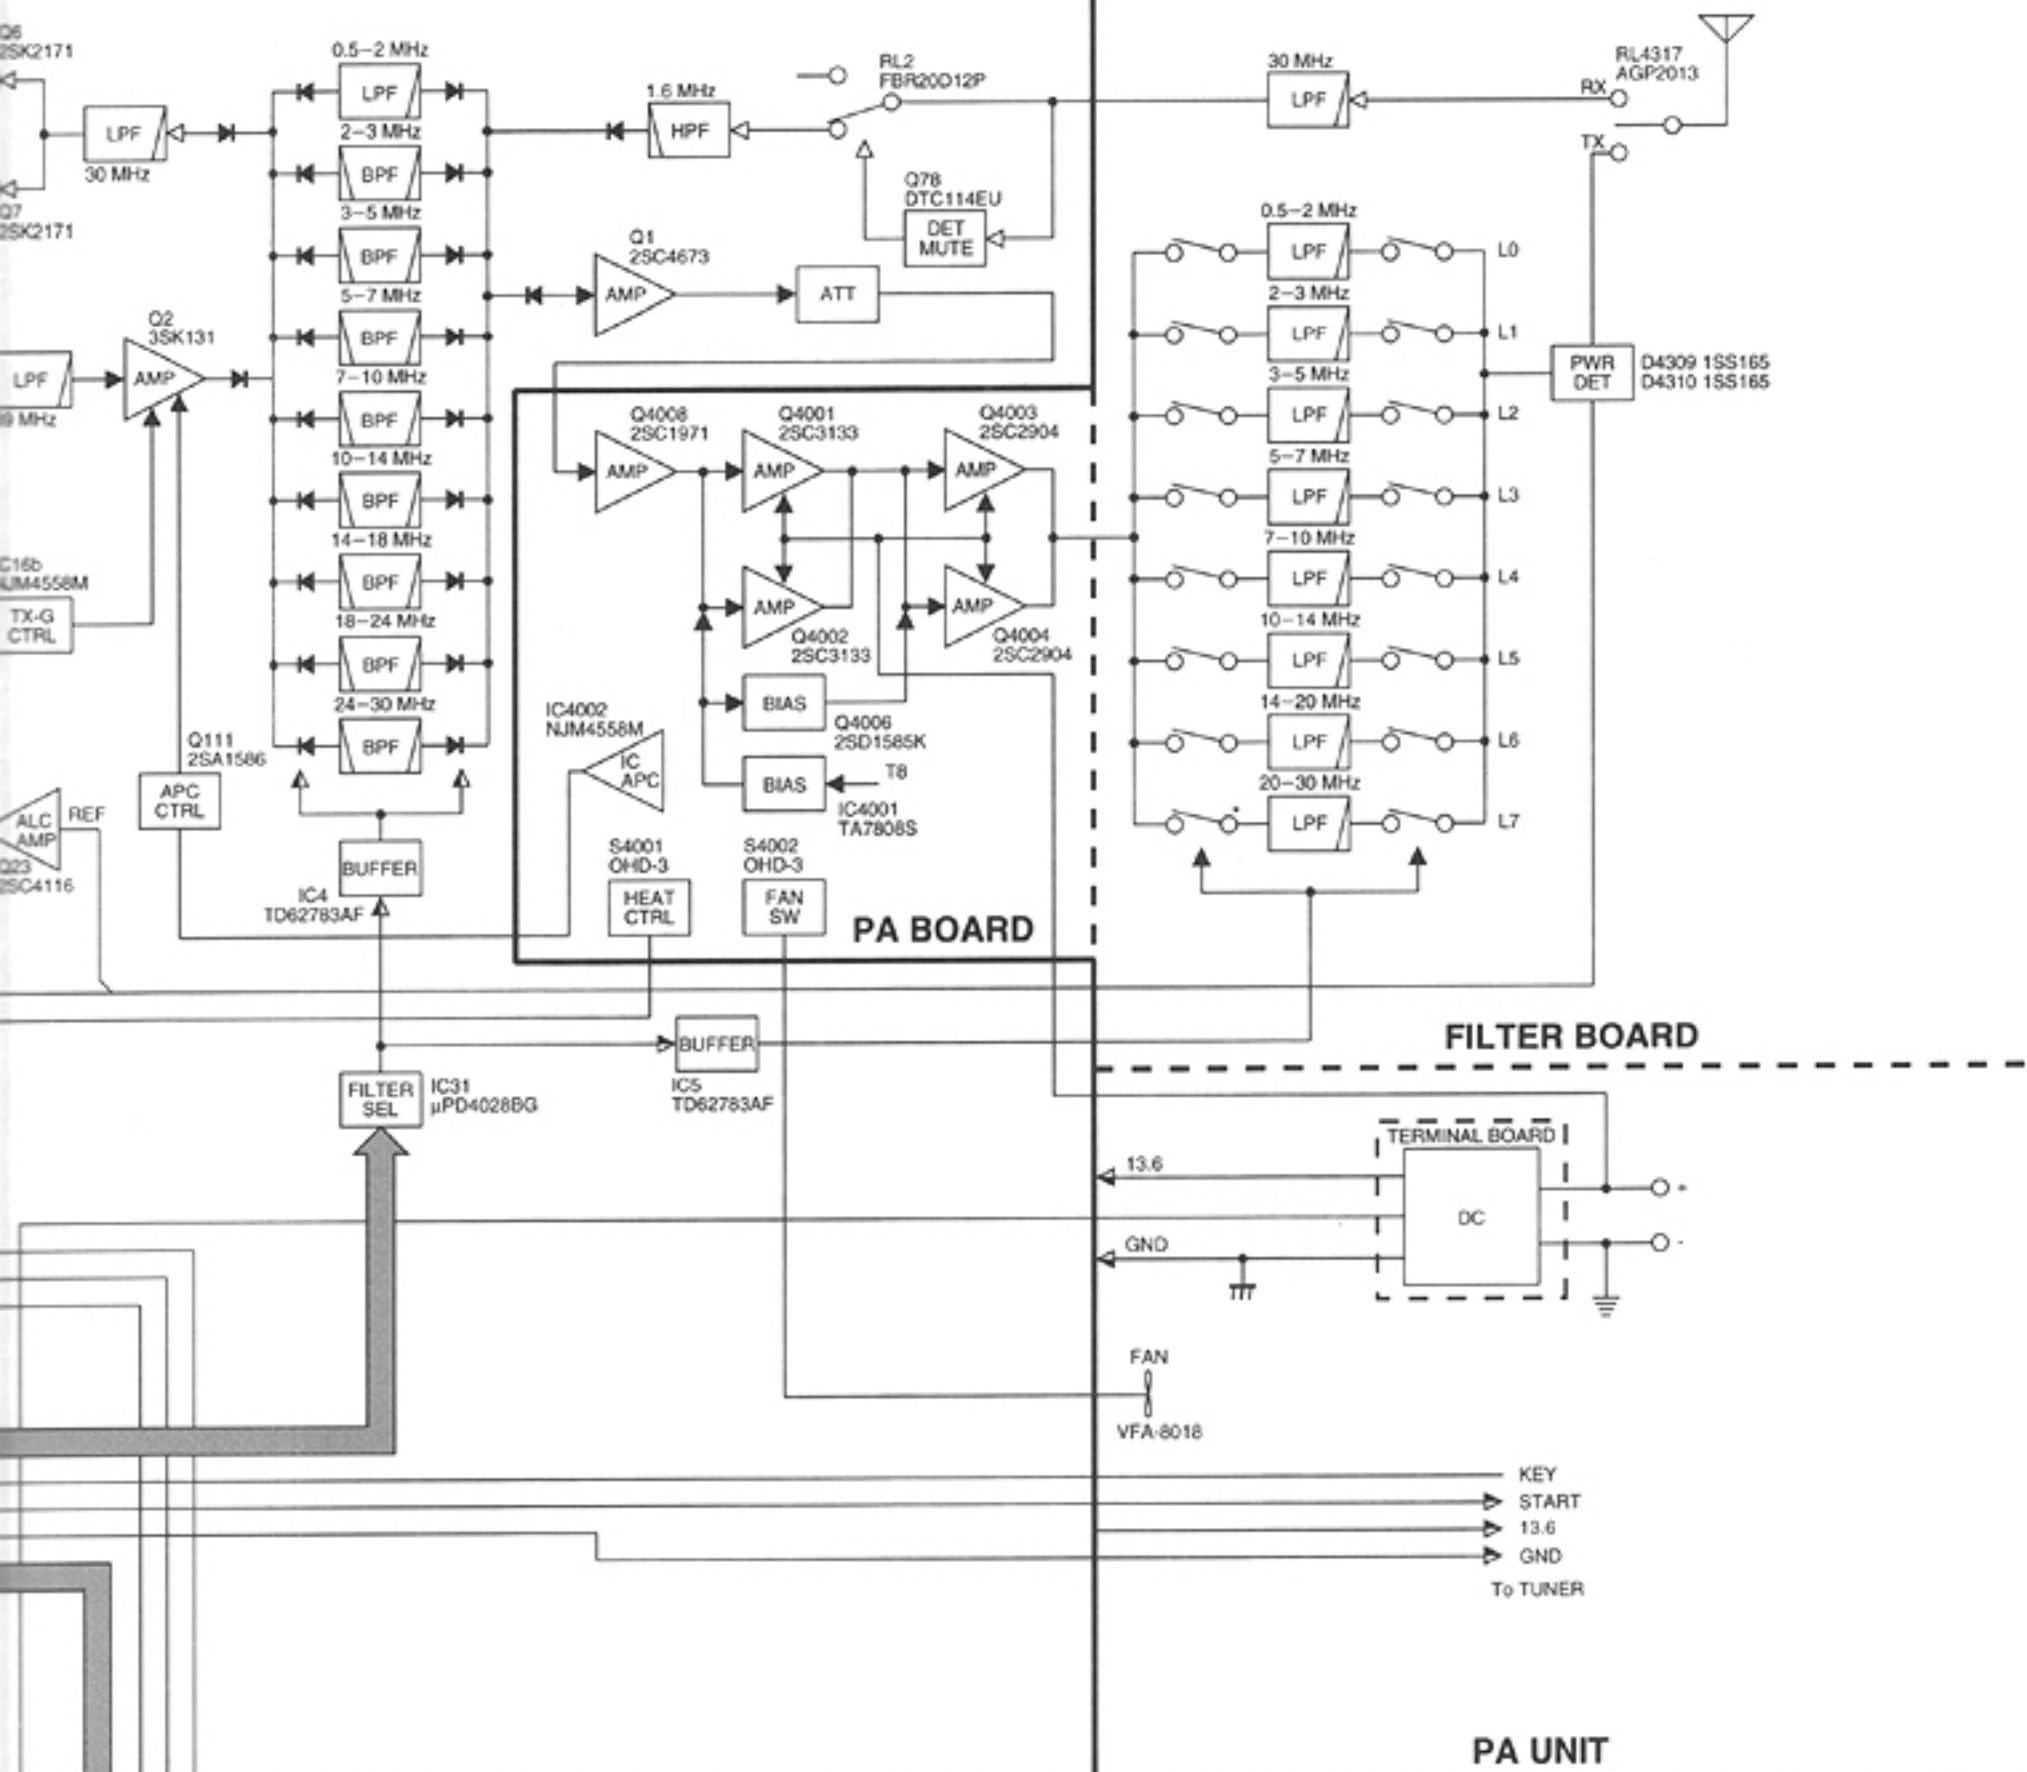 Q6
2SK2171
LPF
30 MHz
Q7
2SK2171
0.5–2 MHz
LPF
2–3 MHz
BPF
3–5 MHz
BPF
5–7 MHz
BPF
7–10 MHz
BPF
10–14 MHz
BPF
14–18 MHz
BPF
18–24 MHz
BPF
24–30 MHz
BPF
1.6 MHz
HPF
RL2
FBR20D12P
Q78
DTC114EU
DET
MUTE
30 MHz
LPF
RL4317
AGP2013
RX
TX
Q1
2SC4673
AMP
ATT
Q2
3SK131
LPF
AMP
9 MHz
C16b
NJM4558M
TX-G
CTRL
Q111
2SA1586
APC
CTRL
ALC
AMP
REF
Q23
2SC4116
BUFFER
IC4
TD62783AF
Q4008
2SC1971
AMP
Q4001
2SC3133
AMP
Q4003
2SC2904
AMP
AMP
Q4002
2SC3133
AMP
Q4004
2SC2904
BIAS
Q4006
2SD1585K
BIAS
T8
IC4001
TA7808S
IC4002
NJM4558M
IC
APC
S4001
OHD-3
HEAT
CTRL
S4002
OHD-3
FAN
SW
PA BOARD
0.5–2 MHz
LPF
L0
2–3 MHz
LPF
L1
3–5 MHz
LPF
L2
5–7 MHz
LPF
L3
7–10 MHz
LPF
L4
10–14 MHz
LPF
L5
14–20 MHz
LPF
L6
20–30 MHz
LPF
L7
PWR
DET
D4309 1SS165
D4310 1SS165
FILTER BOARD
BUFFER
IC5
TD62783AF
FILTER
SEL
IC31
µPD4028BG
TERMINAL BOARD
DC
13.6
GND
+
-
FAN
VFA-8018
KEY
START
13.6
GND
To TUNER
PA UNIT